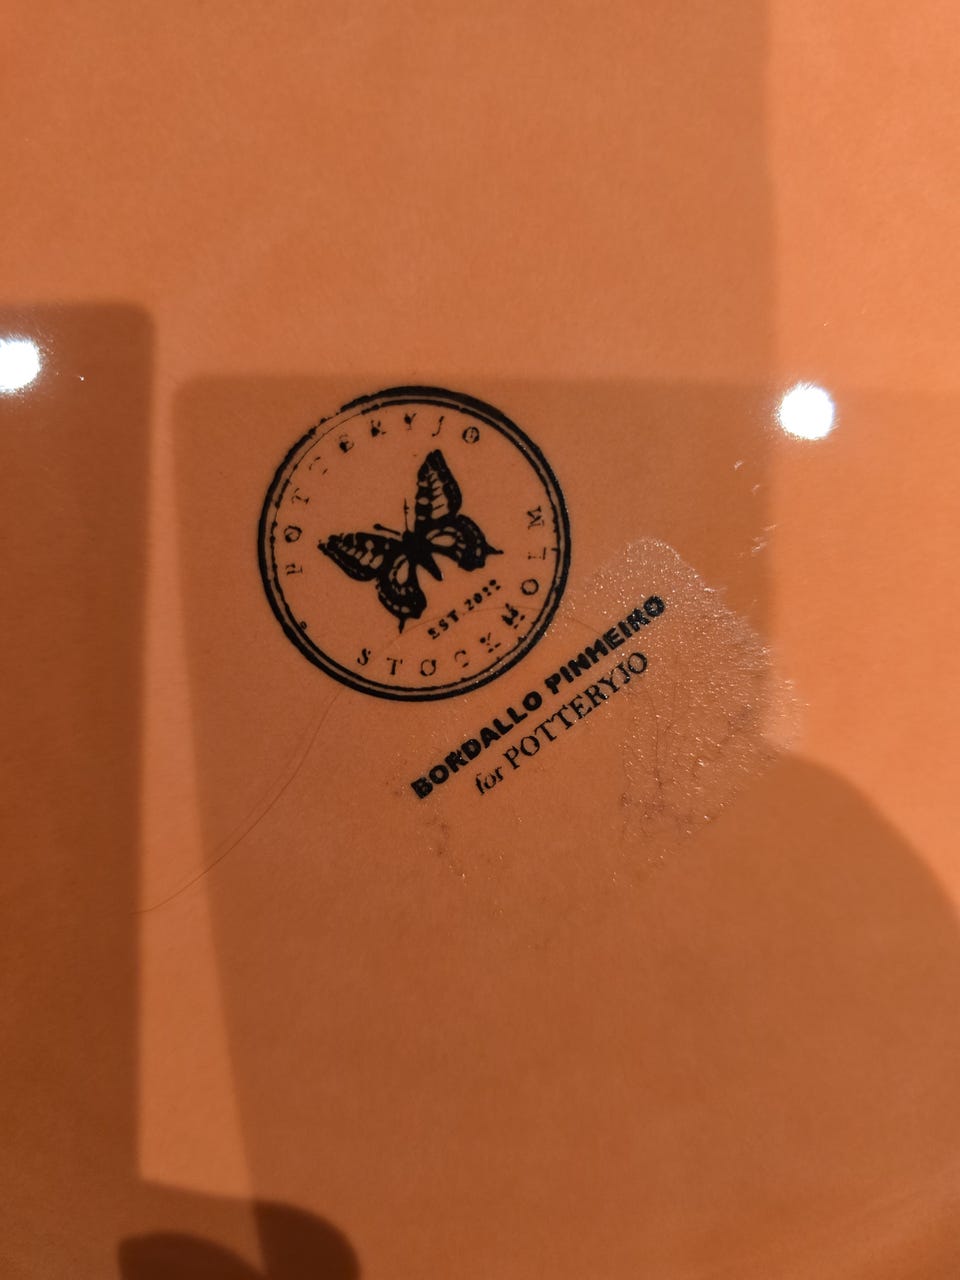 POTTERYJO
EST. 2022
STOCKHOLM
BORDALLO PINHEIRO
for POTTERYJO